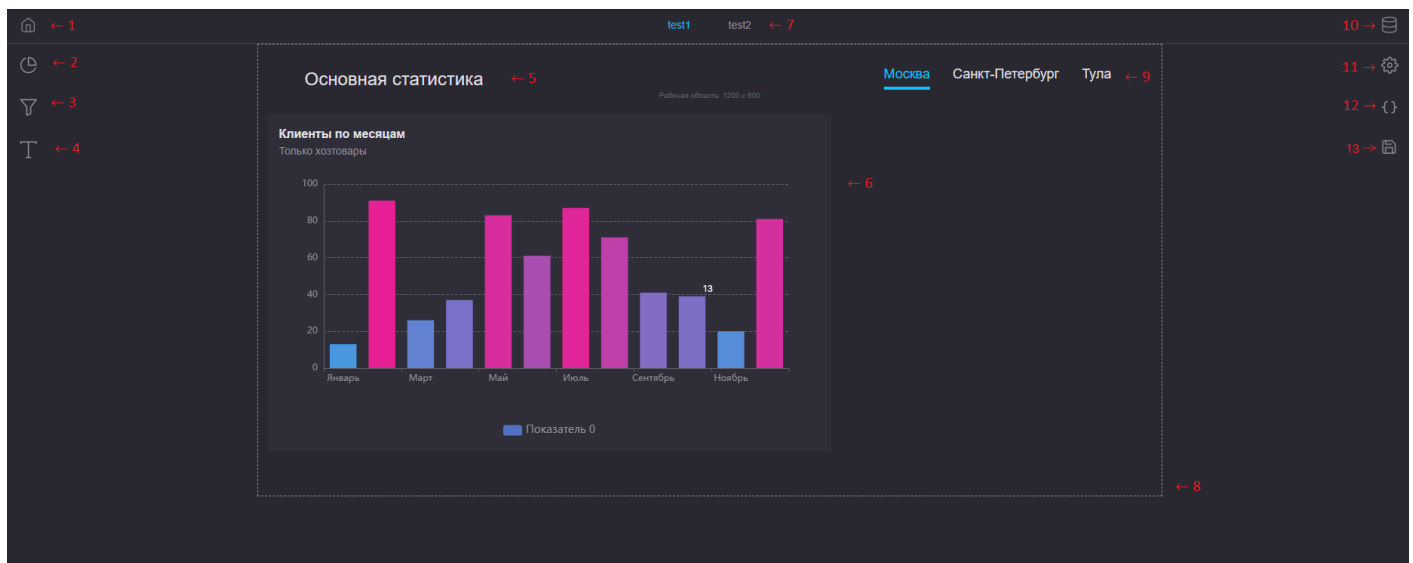 ← 1
test1 test2 ← 7
10 →
← 2
Основная статистика ← 5
Москва Санкт-Петербург Тула ← 9
11 →
Рабочая область: 1200 x 600
← 3
12 →
← 4
13 →
Клиенты по месяцам
Только хозтовары
← 6
100
80
60
40
13
20
0
Январь Март Май Июль Сентябрь Ноябрь
Показатель 0
← 8